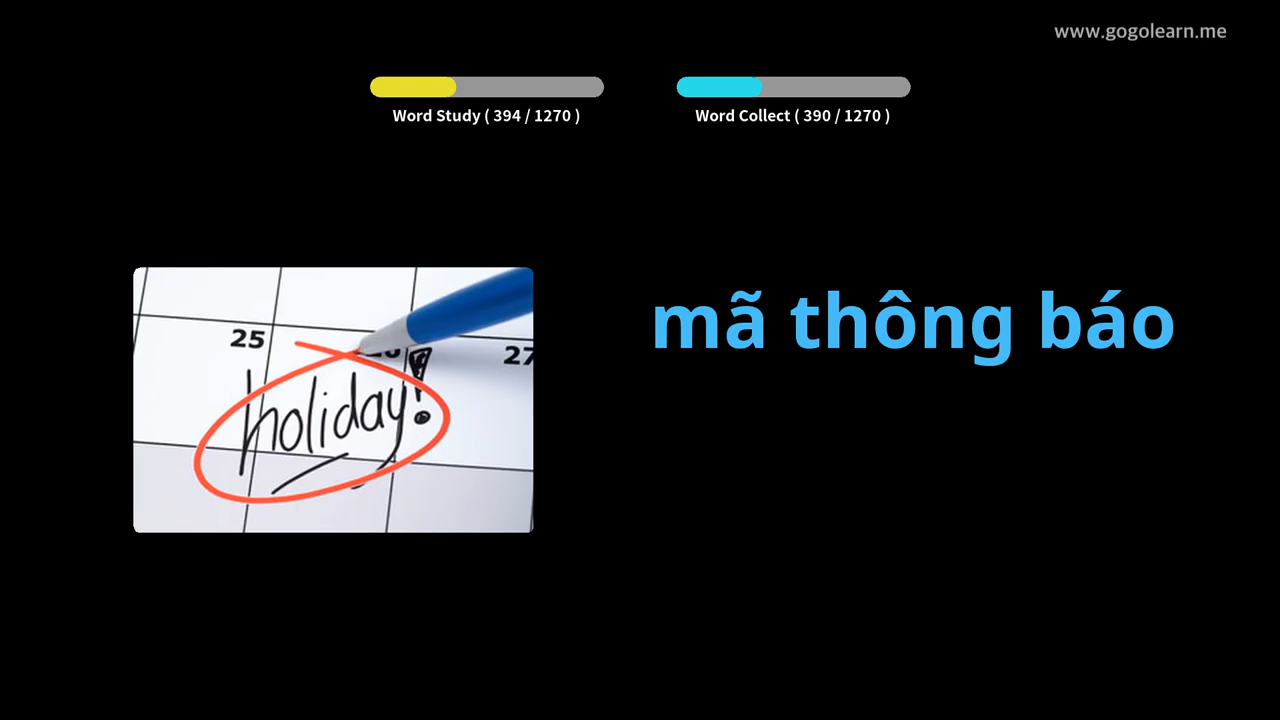 www.gogolearn.me
Word Study ( 394 / 1270 )
Word Collect ( 390 / 1270 )
mã thông báo
25
27
holiday!